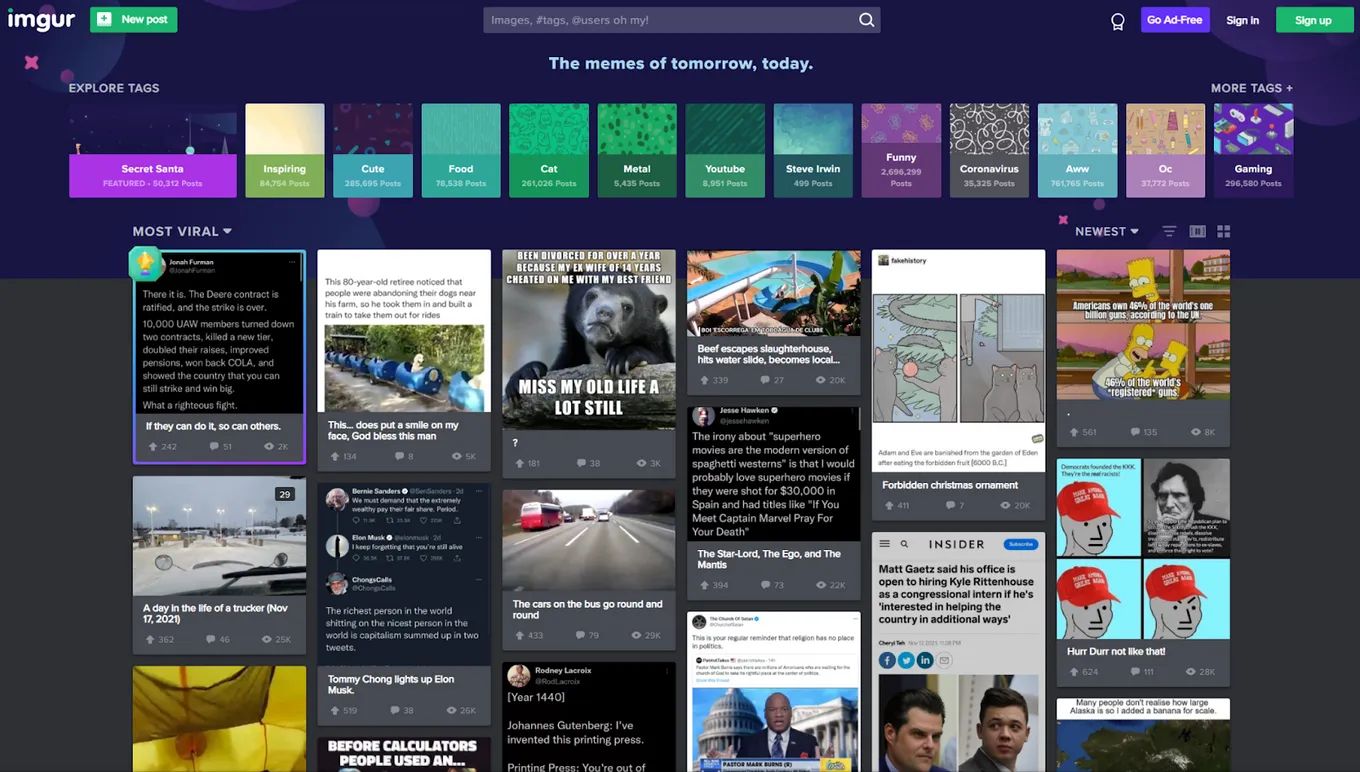 imgur
New post
Images, #tags, @users oh my!
Go Ad-Free
Sign in
Sign up
The memes of tomorrow, today.
EXPLORE TAGS
MORE TAGS +
Secret Santa
FEATURED • 50,312 Posts
Inspiring
84,754 Posts
Cute
285,695 Posts
Food
78,538 Posts
Cat
261,026 Posts
Metal
5,435 Posts
Youtube
8,951 Posts
Steve Irwin
499 Posts
Funny
2,696,299
Posts
Coronavirus
35,325 Posts
Aww
761,765 Posts
Oc
37,772 Posts
Gaming
296,580 Posts
MOST VIRAL
NEWEST
Jonah Furman
@JonahFurman
There it is. The Deere contract is
ratified, and the strike is over.
10,000 UAW members turned down
two contracts, killed a new tier,
doubled their raises, improved
pensions, won back COLA, and
showed the country that you can
still strike and win big.
What a righteous fight.
If they can do it, so can others.
242
51
2K
29
A day in the life of a trucker (Nov
17, 2021)
362
46
25K
This 80-year-old retiree noticed that
people were abandoning their dogs near
his farm, so he took them in and built a
train to take them out for rides
This... does put a smile on my
face, God bless this man
134
8
5K
Bernie Sanders @SenSanders · 2d
We must demand that the extremely
wealthy pay their fair share. Period.
Elon Musk @elonmusk · 2d
I keep forgetting that you're still alive
ChongsCalls
@ChongsCalls
The richest person in the world
shitting on the nicest person in the
world is capitalism summed up in two
tweets.
Tommy Chong lights up Elon
Musk.
519
38
26K
BEFORE CALCULATORS
PEOPLE USED AN...
BEEN DIVORCED FOR OVER A YEAR
BECAUSE MY EX WIFE OF 14 YEARS
CHEATED ON ME WITH MY BEST FRIEND
MISS MY OLD LIFE A
LOT STILL
?
181
38
3K
The cars on the bus go round and
round
433
79
29K
Rodney Lacroix
@RodLacroix
[Year 1440]
Johannes Gutenberg: I've
invented this printing press.
Printing Press: You're out of
BOI 'ESCORREGA' EM TOBOÁGUA DE CLUBE
Beef escapes slaughterhouse,
hits water slide, becomes local...
339
27
20K
Jesse Hawken
@jessehawken
The irony about "superhero
movies are the modern version of
spaghetti westerns" is that I would
probably love superhero movies if
they were shot for $30,000 in
Spain and had titles like "If You
Meet Captain Marvel Pray For
Your Death"
The Star-Lord, The Ego, and The
Mantis
394
73
22K
The Church Of Satan
@ChurchofSatan
This is your regular reminder that religion has no place
in politics.
PASTOR MARK BURNS (R)
fakehistory
Adam and Eve are banished from the garden of Eden
after eating the forbidden fruit [6000 B.C.]
Forbidden christmas ornament
411
7
20K
INSIDER
Subscribe
Matt Gaetz said his office is
open to hiring Kyle Rittenhouse
as a congressional intern if he's
'interested in helping the
country in additional ways'
Cheryl Teh
Nov 17, 2021, 11:28 PM
Americans own 46% of the world's one
billion guns, according to the UK.
46% of the world's
*registered* guns.
.
561
135
8K
Democrats founded the KKK.
They're the real racists!
Hurr Durr not like that!
624
111
28K
Many people don't realise how large
Alaska is so i added a banana for scale.